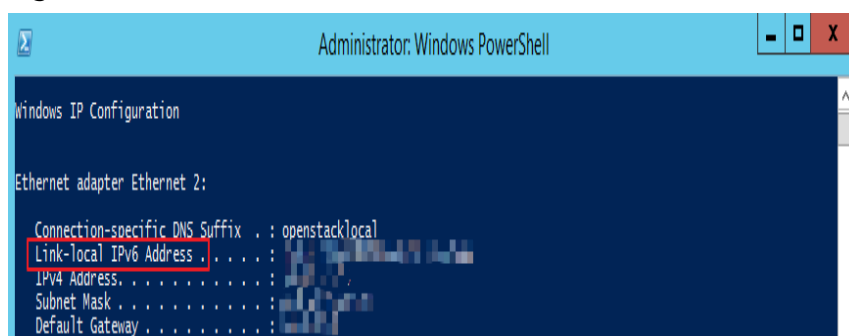 Administrator: Windows PowerShell
Windows IP Configuration
Ethernet adapter Ethernet 2:
Connection-specific DNS Suffix . : openstacklocal
Link-local IPv6 Address . . . . . :
IPv4 Address. . . . . . . . . . . :
Subnet Mask . . . . . . . . . . . :
Default Gateway . . . . . . . . . :